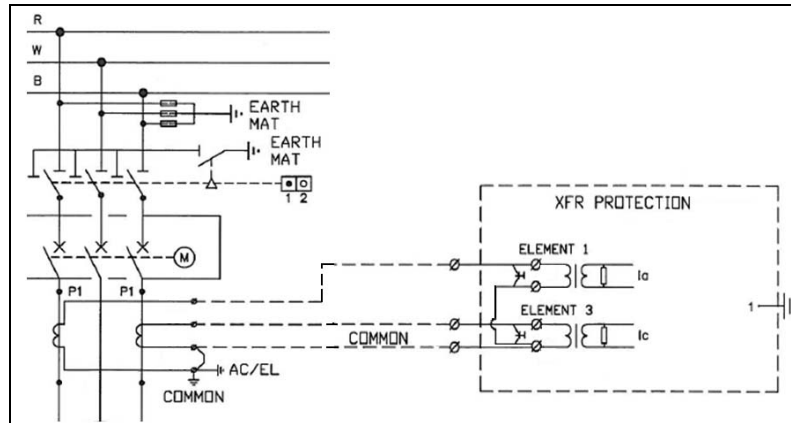 R
W
B
EARTH
MAT
EARTH
MAT
1 2
XFR PROTECTION
M
ELEMENT 1
P1 P1
Ia
1
ELEMENT 3
COMMON
Ic
AC/EL
COMMON